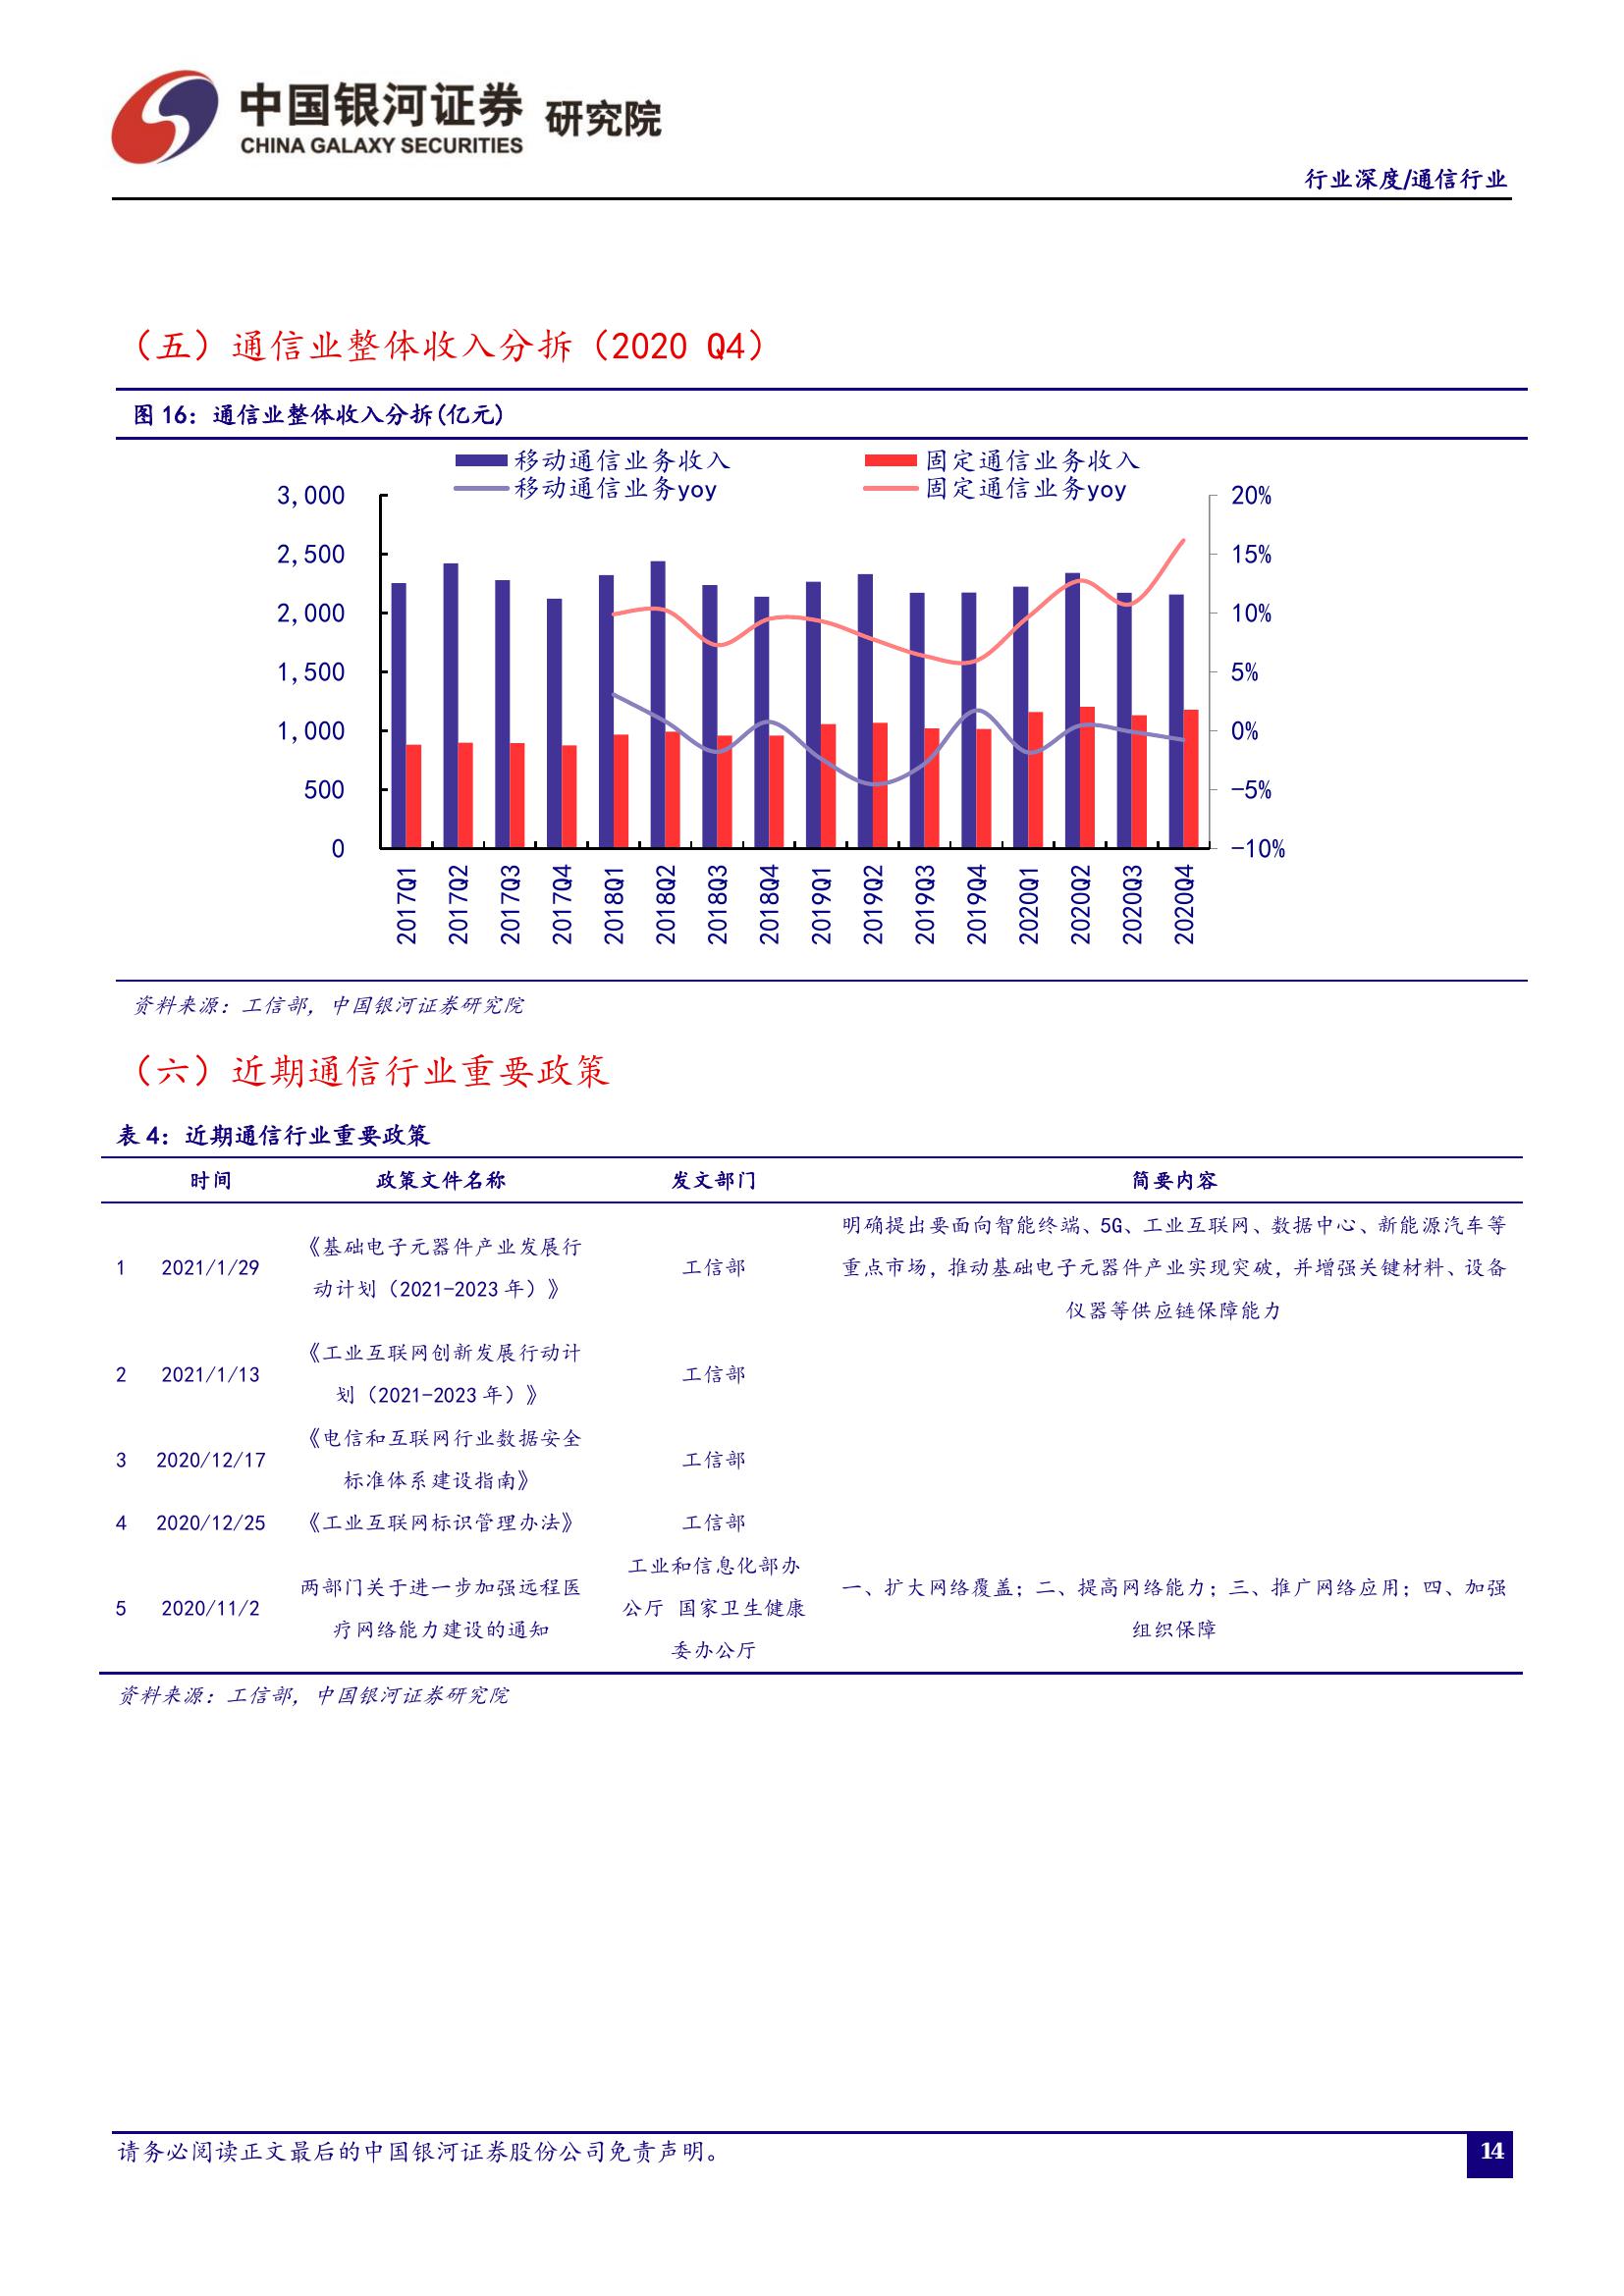 中国银河证券 研究院
CHINA GALAXY SECURITIES
行业深度/通信行业
（五）通信业整体收入分拆（2020 Q4）
图 16：通信业整体收入分拆(亿元)
移动通信业务收入 固定通信业务收入
移动通信业务yoy 固定通信业务yoy
3,000 20%
2,500 15%
2,000 10%
1,500 5%
1,000 0%
500 -5%
0 -10%
2017Q1 2017Q2 2017Q3 2017Q4 2018Q1 2018Q2 2018Q3 2018Q4 2019Q1 2019Q2 2019Q3 2019Q4 2020Q1 2020Q2 2020Q3 2020Q4
资料来源：工信部，中国银河证券研究院
（六）近期通信行业重要政策
表 4：近期通信行业重要政策
时间 政策文件名称 发文部门 简要内容
明确提出要面向智能终端、5G、工业互联网、数据中心、新能源汽车等
《基础电子元器件产业发展行
1 2021/1/29 工信部 重点市场，推动基础电子元器件产业实现突破，并增强关键材料、设备
动计划（2021-2023 年）》
仪器等供应链保障能力
《工业互联网创新发展行动计
2 2021/1/13 工信部
划（2021-2023 年）》
《电信和互联网行业数据安全
3 2020/12/17 工信部
标准体系建设指南》
4 2020/12/25 《工业互联网标识管理办法》 工信部
工业和信息化部办
两部门关于进一步加强远程医 一、扩大网络覆盖；二、提高网络能力；三、推广网络应用；四、加强
5 2020/11/2 公厅 国家卫生健康
疗网络能力建设的通知 组织保障
委办公厅
资料来源：工信部，中国银河证券研究院
请务必阅读正文最后的中国银河证券股份公司免责声明。
14